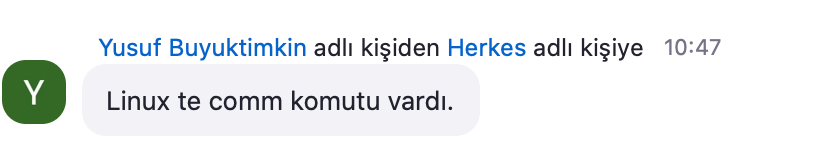 Yusuf Buyuktimkin adlı kişiden Herkes adlı kişiye 10:47
Y
Linux te comm komutu vardı.